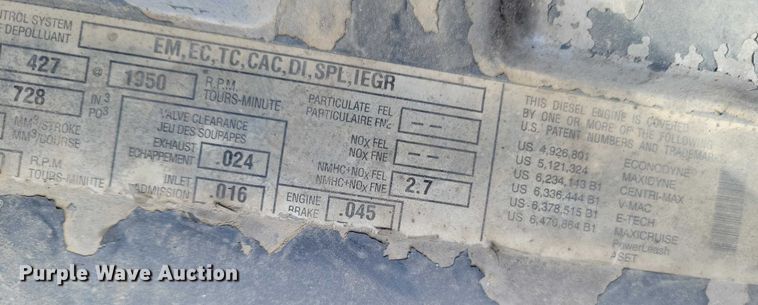 NTROL SYSTEM
E DEPOLLUANT
EM, EC, TC, CAC, DI, SPL, IEGR
427 @ 1950 R.P.M.
TOURS-MINUTE
728 IN3
PO3
MM3/STROKE
MM3/COURSE
R.P.M.
TOURS-MINUTE
VALVE CLEARANCE
JEU DES SOUPAPES
EXHAUST
ECHAPPEMENT .024
INLET
ADMISSION .016
ENGINE
BRAKE .045
PARTICULATE FEL
PARTICULAIRE FNE --
NOx FEL
NOx FNE --
NMHC+NOx FEL
NMHC+NOx FNE 2.7
THIS DIESEL ENGINE IS COVERED
BY ONE OR MORE OF THE FOLLOWING
U.S. PATENT NUMBERS AND TRADEMAR
US 4,926,801
US 5,121,324
US 6,234,143 B1
US 6,336,444 B1
US 6,378,515 B1
US 6,476,864 B1
ECONODYNE
MAXIDYNE
CENTRI-MAX
V-MAC
E-TECH
MAXICRUISE
PowerLeash
ASET
Purple Wave Auction